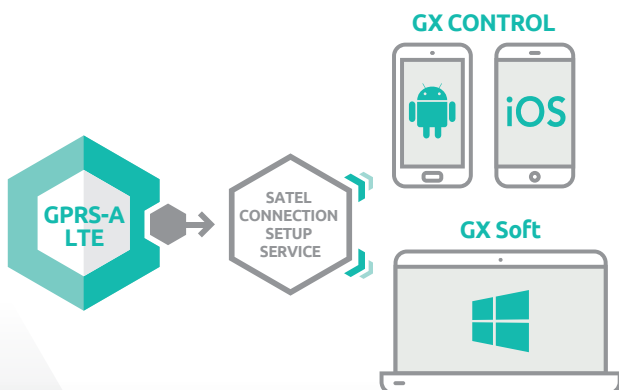 GX CONTROL
iOS
GPRS-A
LTE
SATEL
CONNECTION
SETUP
SERVICE
GX Soft